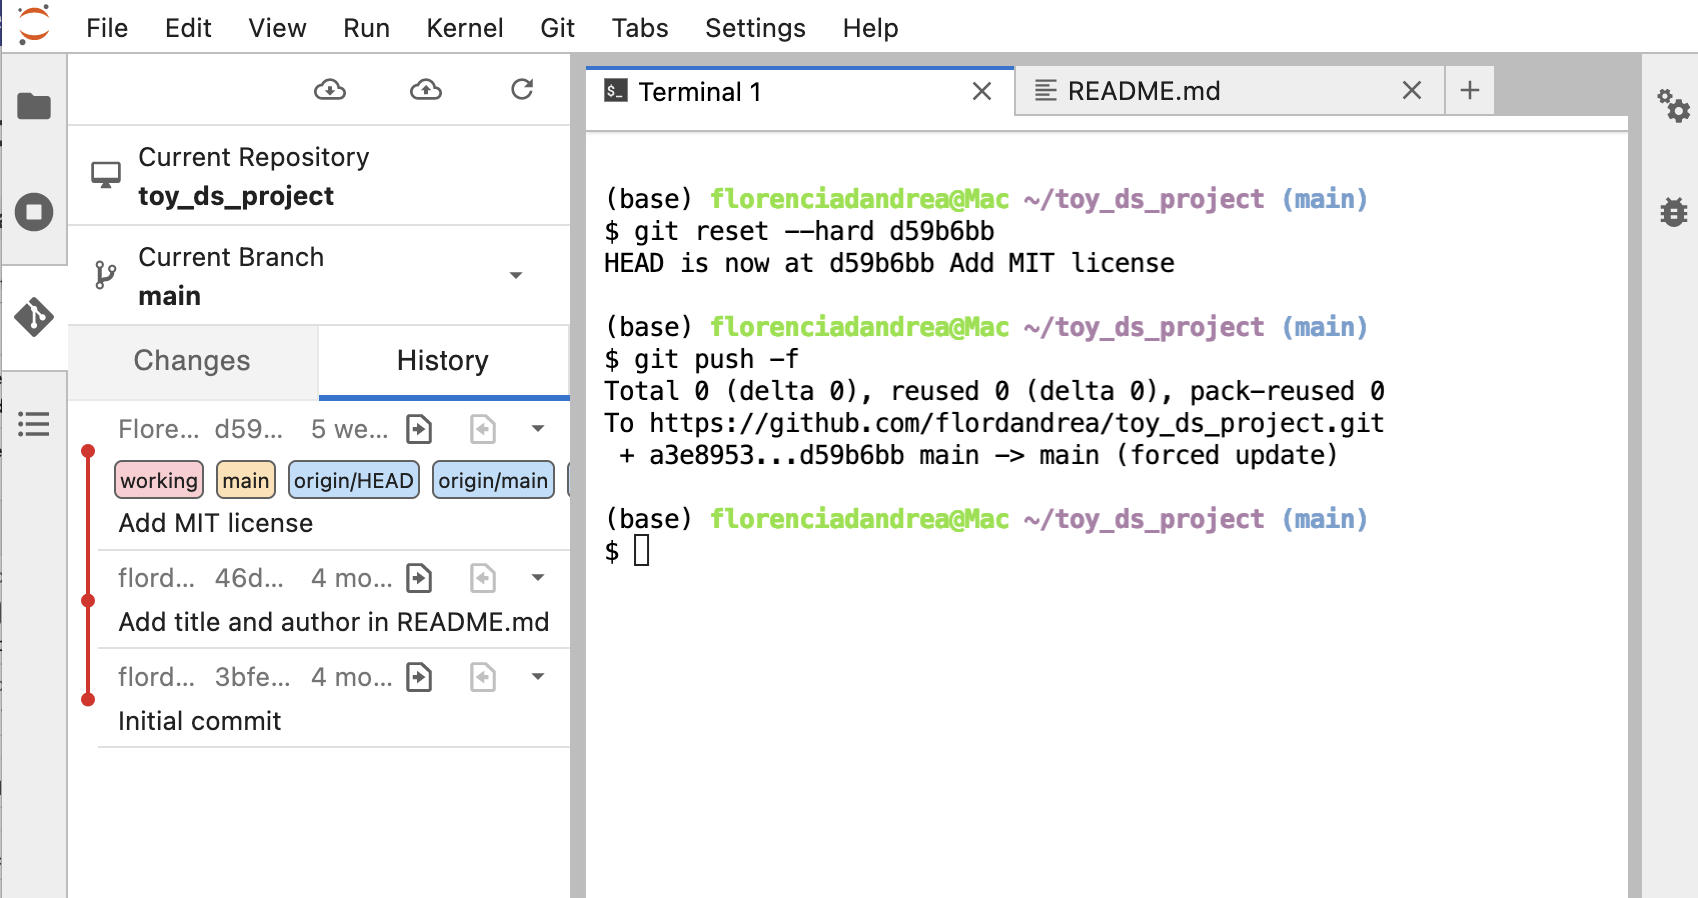 File Edit View Run Kernel Git Tabs Settings Help
Current Repository
toy_ds_project
Current Branch
main
Changes History
Flore... d59... 5 we...
working main origin/HEAD origin/main
Add MIT license
flord... 46d... 4 mo...
Add title and author in README.md
flord... 3bfe... 4 mo...
Initial commit
$_ Terminal 1 README.md
(base) florenciadandrea@Mac ~/toy_ds_project (main)
$ git reset --hard d59b6bb
HEAD is now at d59b6bb Add MIT license
(base) florenciadandrea@Mac ~/toy_ds_project (main)
$ git push -f
Total 0 (delta 0), reused 0 (delta 0), pack-reused 0
To https://github.com/flordandrea/toy_ds_project.git
+ a3e8953...d59b6bb main -> main (forced update)
(base) florenciadandrea@Mac ~/toy_ds_project (main)
$